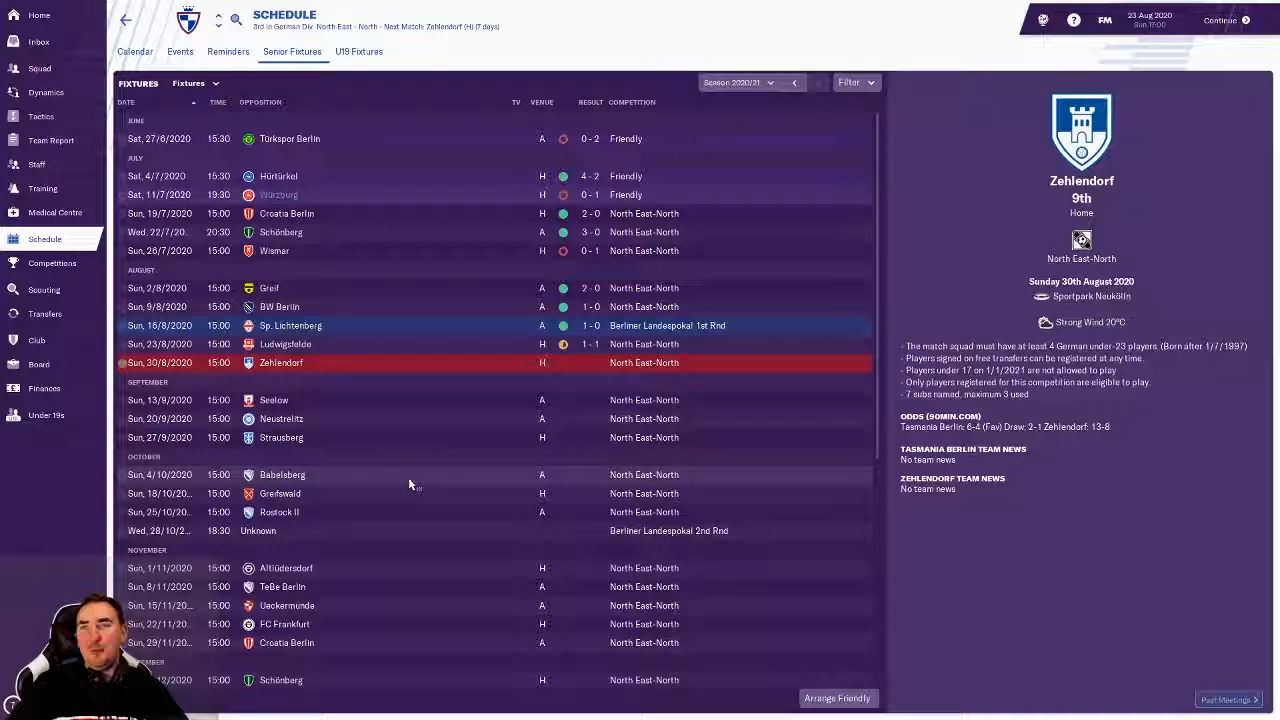 SCHEDULE
3rd in German Div. North East - North - Next Match: Zehlendorf (H) (7 days)
FM
23 Aug 2020
Sun 17:00
Continue
Calendar Events Reminders Senior Fixtures U19 Fixtures
Home
Inbox
Squad
Dynamics
Tactics
Team Report
Staff
Training
Medical Centre
Schedule
Competitions
Scouting
Transfers
Club
Board
Finances
Under 19s
FIXTURES Fixtures Season 2020/21 Filter
DATE TIME OPPOSITION TV VENUE RESULT COMPETITION
JUNE
Sat, 27/6/2020 15:30 Türkspor Berlin A 0 - 2 Friendly
JULY
Sat, 4/7/2020 15:30 Hürtürkel H 4 - 2 Friendly
Sat, 11/7/2020 19:30 Würzburg H 0 - 1 Friendly
Sun, 19/7/2020 15:00 Croatia Berlin H 2 - 0 North East-North
Wed, 22/7/20... 20:30 Schönberg A 3 - 0 North East-North
Sun, 26/7/2020 15:00 Wismar H 0 - 1 North East-North
AUGUST
Sun, 2/8/2020 15:00 Greif A 2 - 0 North East-North
Sun, 9/8/2020 15:00 BW Berlin A 1 - 0 North East-North
Sun, 16/8/2020 15:00 Sp. Lichtenberg A 1 - 0 Berliner Landespokal 1st Rnd
Sun, 23/8/2020 15:00 Ludwigsfelde H 1 - 1 North East-North
Sun, 30/8/2020 15:00 Zehlendorf H North East-North
SEPTEMBER
Sun, 13/9/2020 15:00 Seelow A North East-North
Sun, 20/9/2020 15:00 Neustrelitz A North East-North
Sun, 27/9/2020 15:00 Strausberg H North East-North
OCTOBER
Sun, 4/10/2020 15:00 Babelsberg A North East-North
Sun, 18/10/20... 15:00 Greifswald H North East-North
Sun, 25/10/20... 15:00 Rostock II A North East-North
Wed, 28/10/2... 18:30 Unknown Berliner Landespokal 2nd Rnd
NOVEMBER
Sun, 1/11/2020 15:00 Altlüdersdorf H North East-North
Sun, 8/11/2020 15:00 TeBe Berlin A North East-North
Sun, 15/11/20... 15:00 Ueckermünde A North East-North
Sun, 22/11/20... 15:00 FC Frankfurt H North East-North
Sun, 29/11/20... 15:00 Croatia Berlin A North East-North
15:00 Schönberg H North East-North
Arrange Friendly
Zehlendorf
9th
Home
North East-North
Sunday 30th August 2020
Sportpark Neukölln
Strong Wind 20°C
- The match squad must have at least 4 German under-23 players. (Born after 1/7/1997)
- Players signed on free transfers can be registered at any time.
- Players under 17 on 1/1/2021 are not allowed to play
- Only players registered for this competition are eligible to play.
- 7 subs named, maximum 3 used
ODDS (90MIN.COM)
Tasmania Berlin: 6-4 (Fav) Draw: 2-1 Zehlendorf: 13-8
TASMANIA BERLIN TEAM NEWS
No team news
ZEHLENDORF TEAM NEWS
No team news
Past Meetings